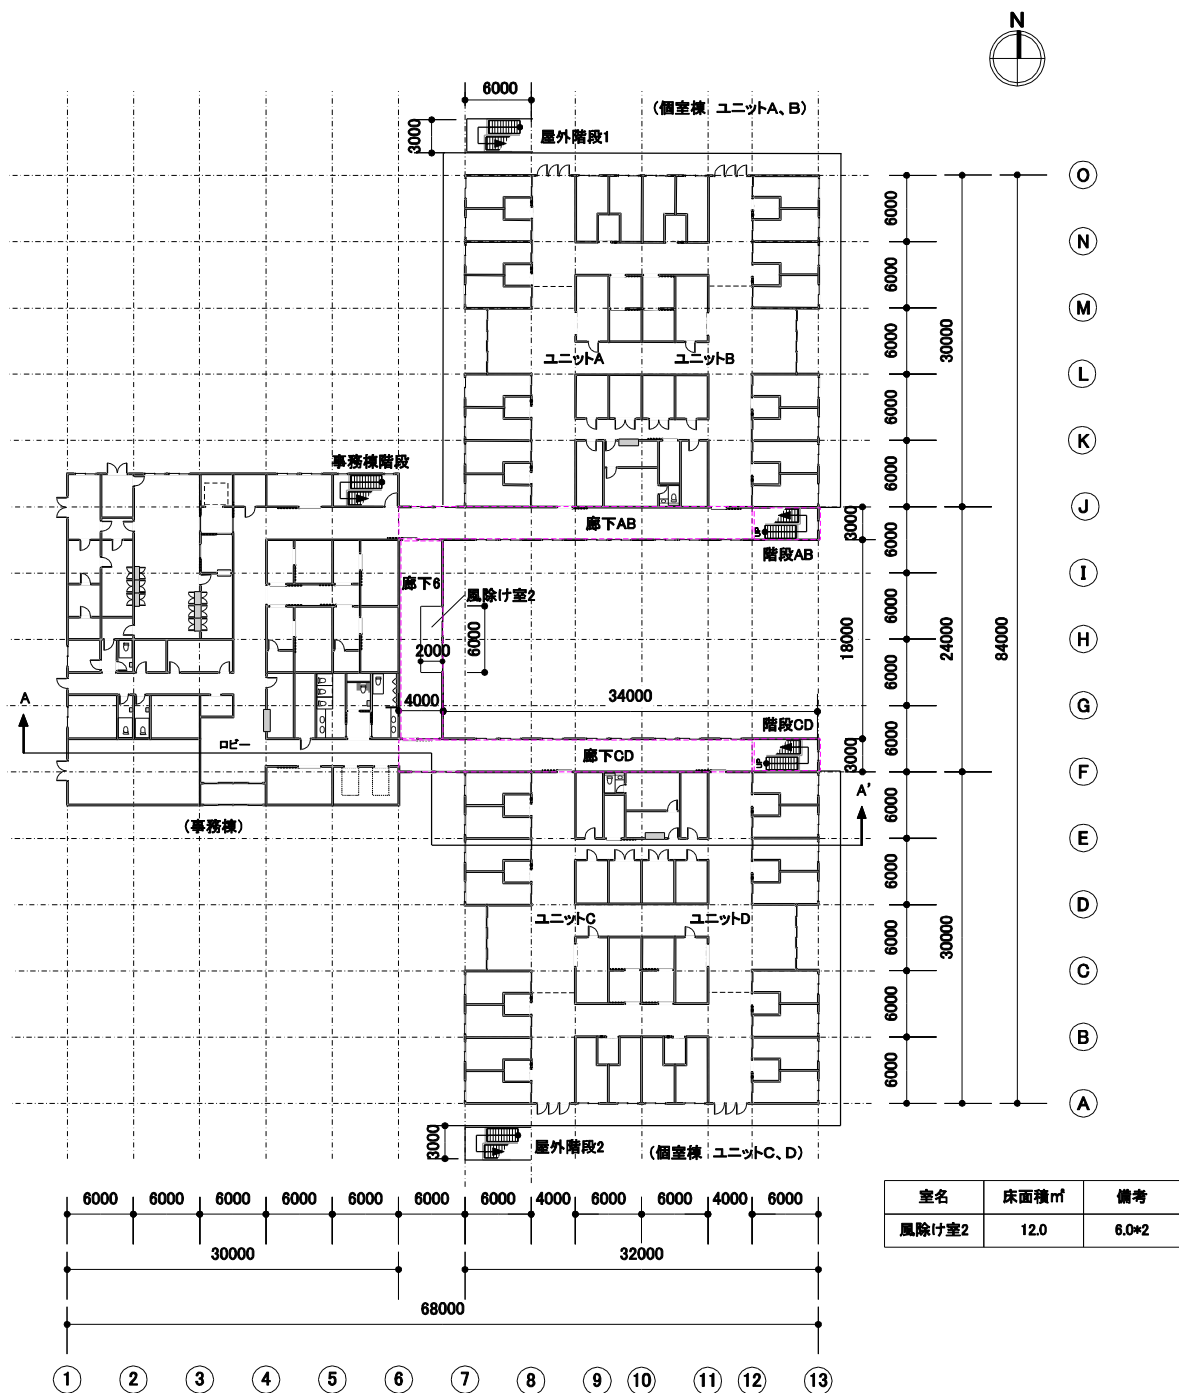 N
6000
(個室棟 ユニットA、B)
3000
屋外階段1
O
6000
N
6000
M
6000
30000
ユニットA
ユニットB
L
6000
K
6000
事務棟階段
J
廊下AB
3000
UP
階段AB
6000
I
廊下6
風除け室2
6000
6000
H
2000
18000
24000
84000
6000
34000
4000
G
A
階段CD
6000
ロビー
廊下CD
UP
3000
F
A'
(事務棟)
6000
E
6000
D
ユニットC
ユニットD
6000
30000
C
6000
B
6000
A
3000
屋外階段2
(個室棟 ユニットC、D)
6000 6000 6000 6000 6000 6000 6000 4000 6000 6000 4000 6000
30000
32000
68000
1 2 3 4 5 6 7 8 9 10 11 12 13
室名 床面積㎡ 備考
風除け室2 12.0 6.0*2